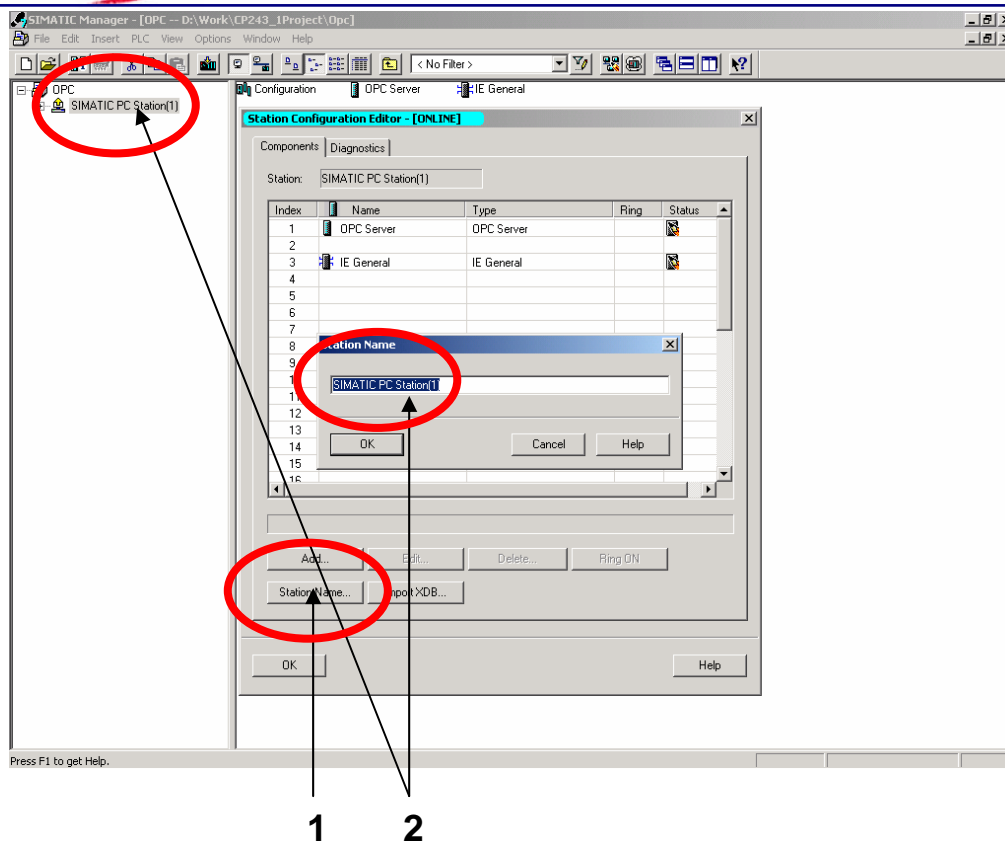 SIMATIC Manager - [OPC -- D:\Work\CP243_1Project\Opc]
File Edit Insert PLC View Options Window Help
< No Filter >
OPC
SIMATIC PC Station(1)
Configuration OPC Server IE General
Station Configuration Editor - [ONLINE]
Components Diagnostics
Station: SIMATIC PC Station(1)
Index Name Type Ring Status
1 OPC Server OPC Server
2
3 IE General IE General
4
5
6
7
8
Station Name
9
SIMATIC PC Station(1)
11
12
13
14
OK Cancel Help
15
16
Add... Edit... Delete... Ring ON
Station Name... Import XDB...
OK Help
Press F1 to get Help.
1 2